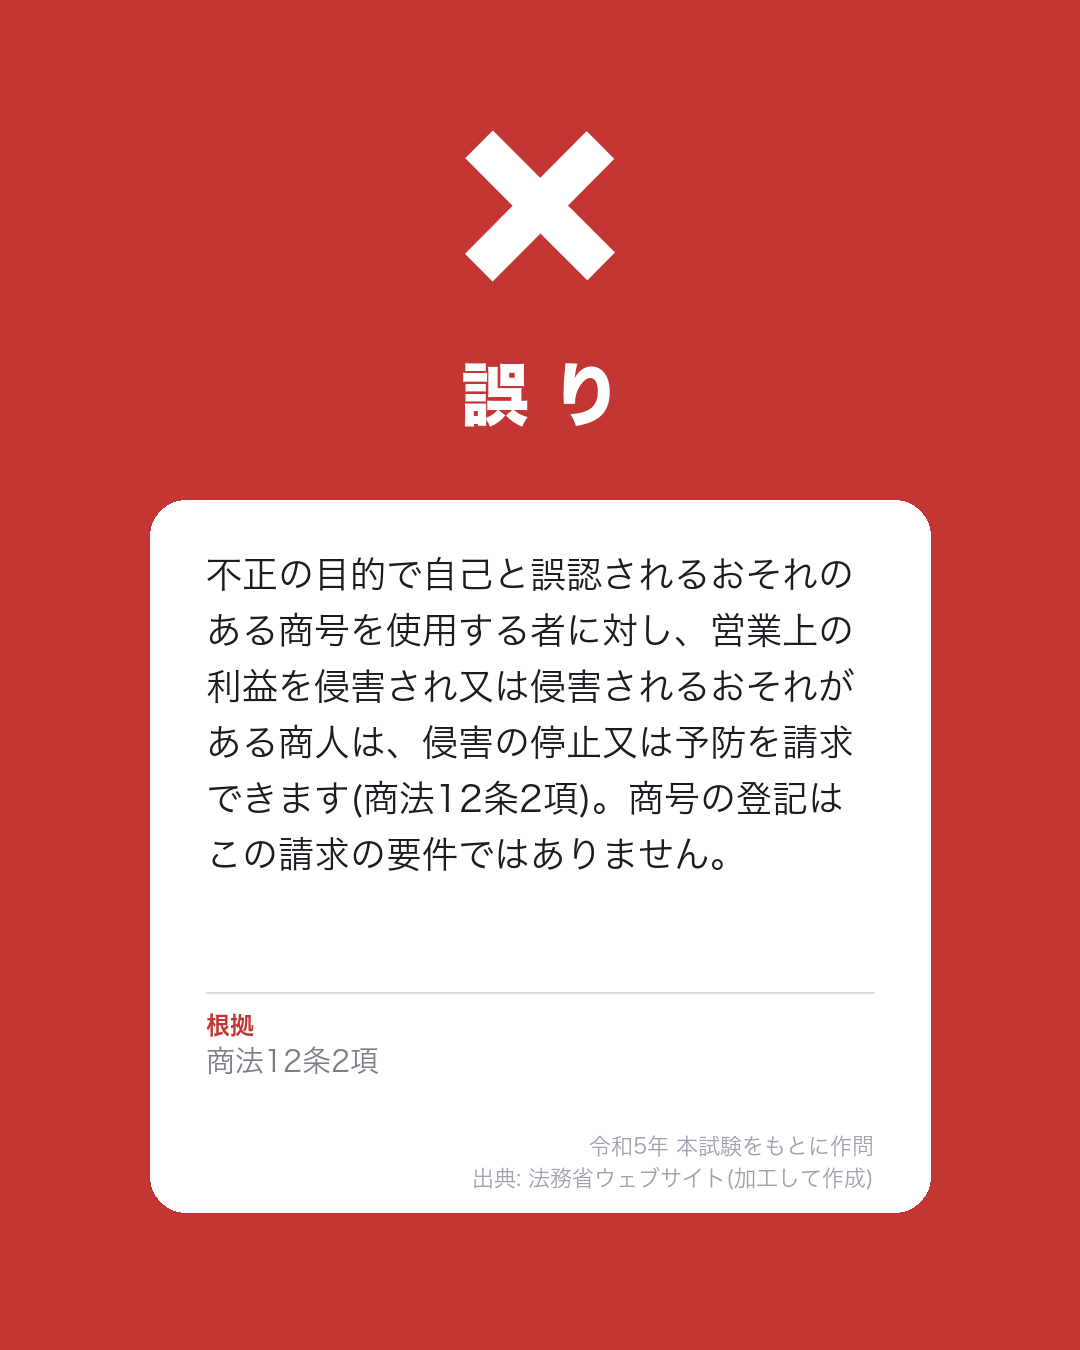 誤り
不正の目的で自己と誤認されるおそれの
ある商号を使用する者に対し、営業上の
利益を侵害され又は侵害されるおそれが
ある商人は、侵害の停止又は予防を請求
できます(商法12条2項)。商号の登記は
この請求の要件ではありません。
根拠
商法12条2項
令和5年 本試験をもとに作問
出典: 法務省ウェブサイト(加工して作成)